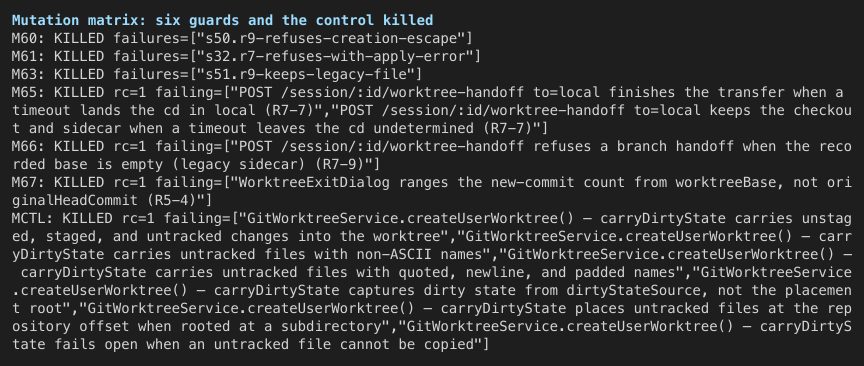 Mutation matrix: six guards and the control killed
M60: KILLED failures=["s50.r9-refuses-creation-escape"]
M61: KILLED failures=["s32.r7-refuses-with-apply-error"]
M63: KILLED failures=["s51.r9-keeps-legacy-file"]
M65: KILLED rc=1 failing=["POST /session/:id/worktree-handoff to=local finishes the transfer when a
timeout lands the cd in local (R7-7)","POST /session/:id/worktree-handoff to=local keeps the checkou
t and sidecar when a timeout leaves the cd undetermined (R7-7)"]
M66: KILLED rc=1 failing=["POST /session/:id/worktree-handoff refuses a branch handoff when the reco
rded base is empty (legacy sidecar) (R7-9)"]
M67: KILLED rc=1 failing=["WorktreeExitDialog ranges the new-commit count from worktreeBase, not ori
ginalHeadCommit (R5-4)"]
MCTL: KILLED rc=1 failing=["GitWorktreeService.createUserWorktree() — carryDirtyState carries unstag
ed, staged, and untracked changes into the worktree","GitWorktreeService.createUserWorktree() — carr
yDirtyState carries untracked files with non-ASCII names","GitWorktreeService.createUserWorktree() —
 carryDirtyState carries untracked files with quoted, newline, and padded names","GitWorktreeService
.createUserWorktree() — carryDirtyState captures dirty state from dirtyStateSource, not the placemen
t root","GitWorktreeService.createUserWorktree() — carryDirtyState places untracked files at the rep
ository offset when rooted at a subdirectory","GitWorktreeService.createUserWorktree() — carryDirtyS
tate fails open when an untracked file cannot be copied"]